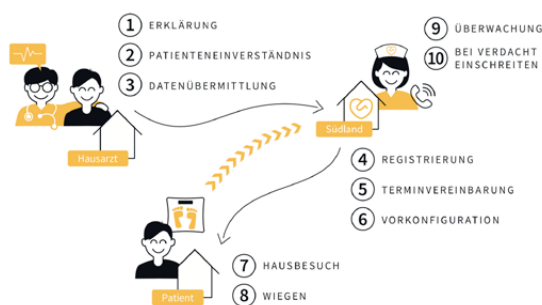 1 ERKLÄRUNG
2 PATIENTENEINVERSTÄNDNIS
3 DATENÜBERMITTLUNG
Hausarzt
9 ÜBERWACHUNG
10 BEI VERDACHT
EINSCHREITEN
Südland
4 REGISTRIERUNG
5 TERMINVEREINBARUNG
6 VORKONFIGURATION
7 HAUSBESUCH
8 WIEGEN
Patient